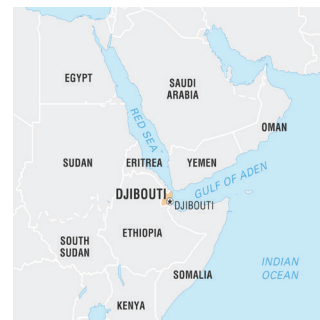 EGYPT
SAUDI
ARABIA
RED SEA
OMAN
SUDAN
ERITREA
YEMEN
GULF OF ADEN
DJIBOUTI
DJIBOUTI
ETHIOPIA
SOUTH
SUDAN
SOMALIA
INDIAN
OCEAN
KENYA